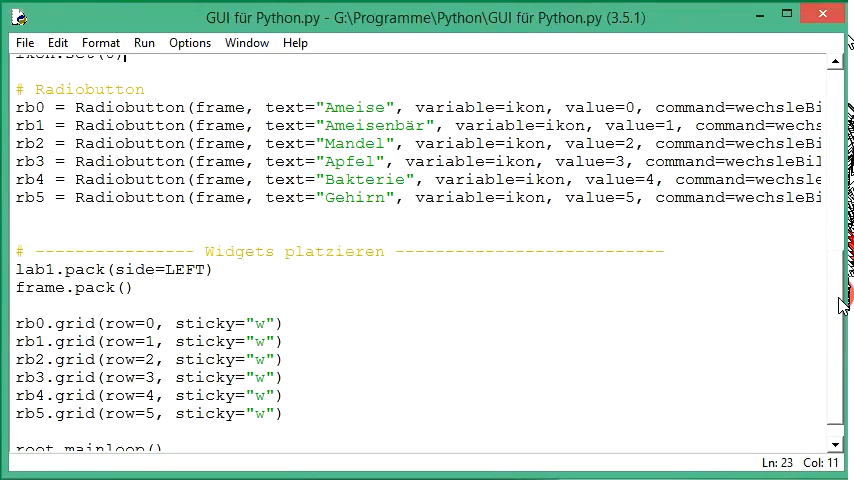 GUI für Python.py - G:\Programme\Python\GUI für Python.py (3.5.1)
File Edit Format Run Options Window Help
ikon.set(0)
# Radiobutton
rb0 = Radiobutton(frame, text="Ameise", variable=ikon, value=0, command=wechsleBi
rb1 = Radiobutton(frame, text="Ameisenbär", variable=ikon, value=1, command=wechs
rb2 = Radiobutton(frame, text="Mandel", variable=ikon, value=2, command=wechsleBi
rb3 = Radiobutton(frame, text="Apfel", variable=ikon, value=3, command=wechsleBil
rb4 = Radiobutton(frame, text="Bakterie", variable=ikon, value=4, command=wechsle
rb5 = Radiobutton(frame, text="Gehirn", variable=ikon, value=5, command=wechsleBi
# ---------------- Widgets platzieren ---------------------------
lab1.pack(side=LEFT)
frame.pack()
rb0.grid(row=0, sticky="w")
rb1.grid(row=1, sticky="w")
rb2.grid(row=2, sticky="w")
rb3.grid(row=3, sticky="w")
rb4.grid(row=4, sticky="w")
rb5.grid(row=5, sticky="w")
root.mainloop()
Ln: 23 Col: 11